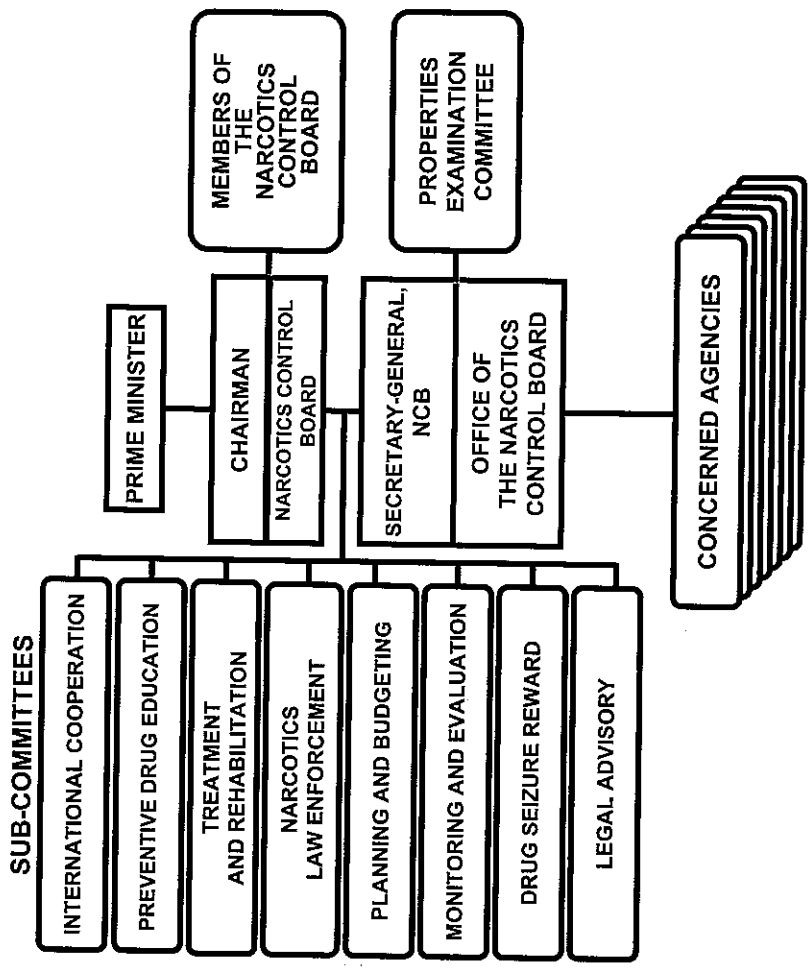 SUB-COMMITTEES
INTERNATIONAL COOPERATION
PREVENTIVE DRUG EDUCATION
TREATMENT
AND REHABILITATION
NARCOTICS
LAW ENFORCEMENT
PLANNING AND BUDGETING
MONITORING AND EVALUATION
DRUG SEIZURE REWARD
LEGAL ADVISORY
PRIME MINISTER
CHAIRMAN
NARCOTICS CONTROL
BOARD
MEMBERS OF
THE
NARCOTICS
CONTROL
BOARD
SECRETARY-GENERAL,
NCB
OFFICE OF
THE NARCOTICS
CONTROL BOARD
PROPERTIES
EXAMINATION
COMMITTEE
CONCERNED AGENCIES